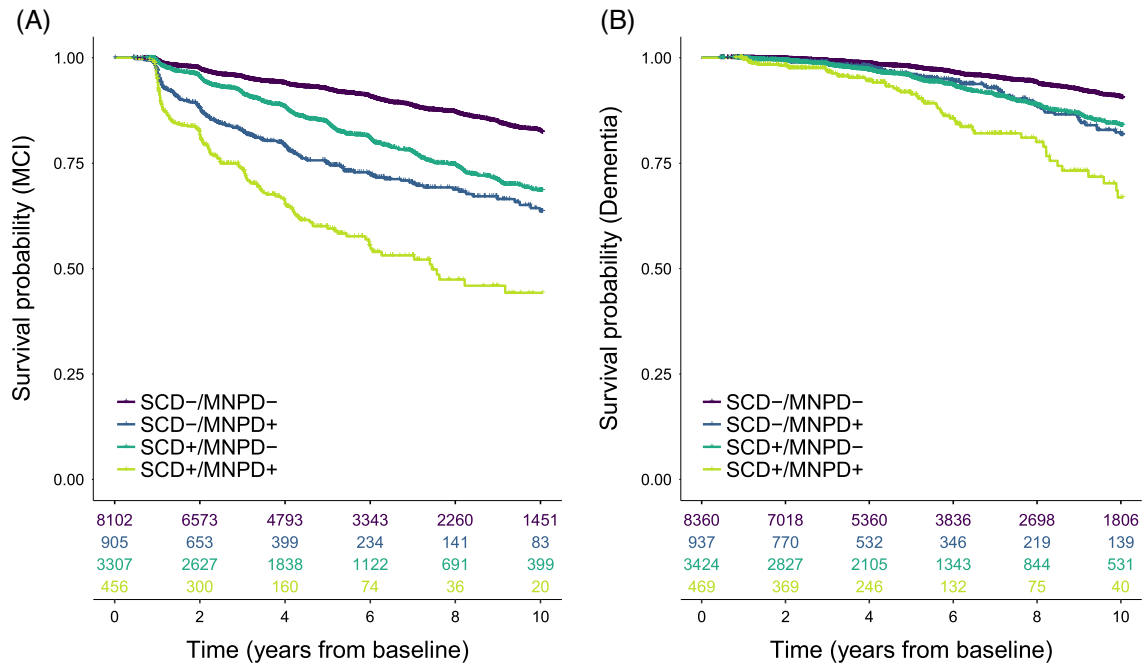 (A)
Survival probability (MCI)
1.00
0.75
0.50
0.25
0.00
SCD−/MNPD−
SCD−/MNPD+
SCD+/MNPD−
SCD+/MNPD+
8102 6573 4793 3343 2260 1451
905 653 399 234 141 83
3307 2627 1838 1122 691 399
456 300 160 74 36 20
0 2 4 6 8 10
Time (years from baseline)
(B)
Survival probability (Dementia)
1.00
0.75
0.50
0.25
0.00
SCD−/MNPD−
SCD−/MNPD+
SCD+/MNPD−
SCD+/MNPD+
8360 7018 5360 3836 2698 1806
937 770 532 346 219 139
3424 2827 2105 1343 844 531
469 369 246 132 75 40
0 2 4 6 8 10
Time (years from baseline)